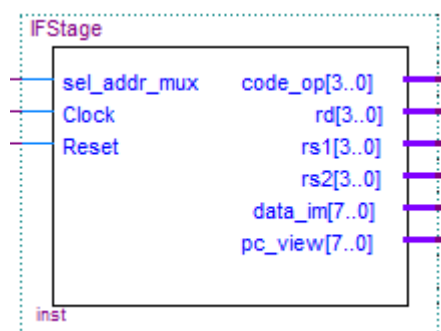 IFStage
sel_addr_mux code_op[3..0]
Clock rd[3..0]
Reset rs1[3..0]
rs2[3..0]
data_im[7..0]
pc_view[7..0]
inst